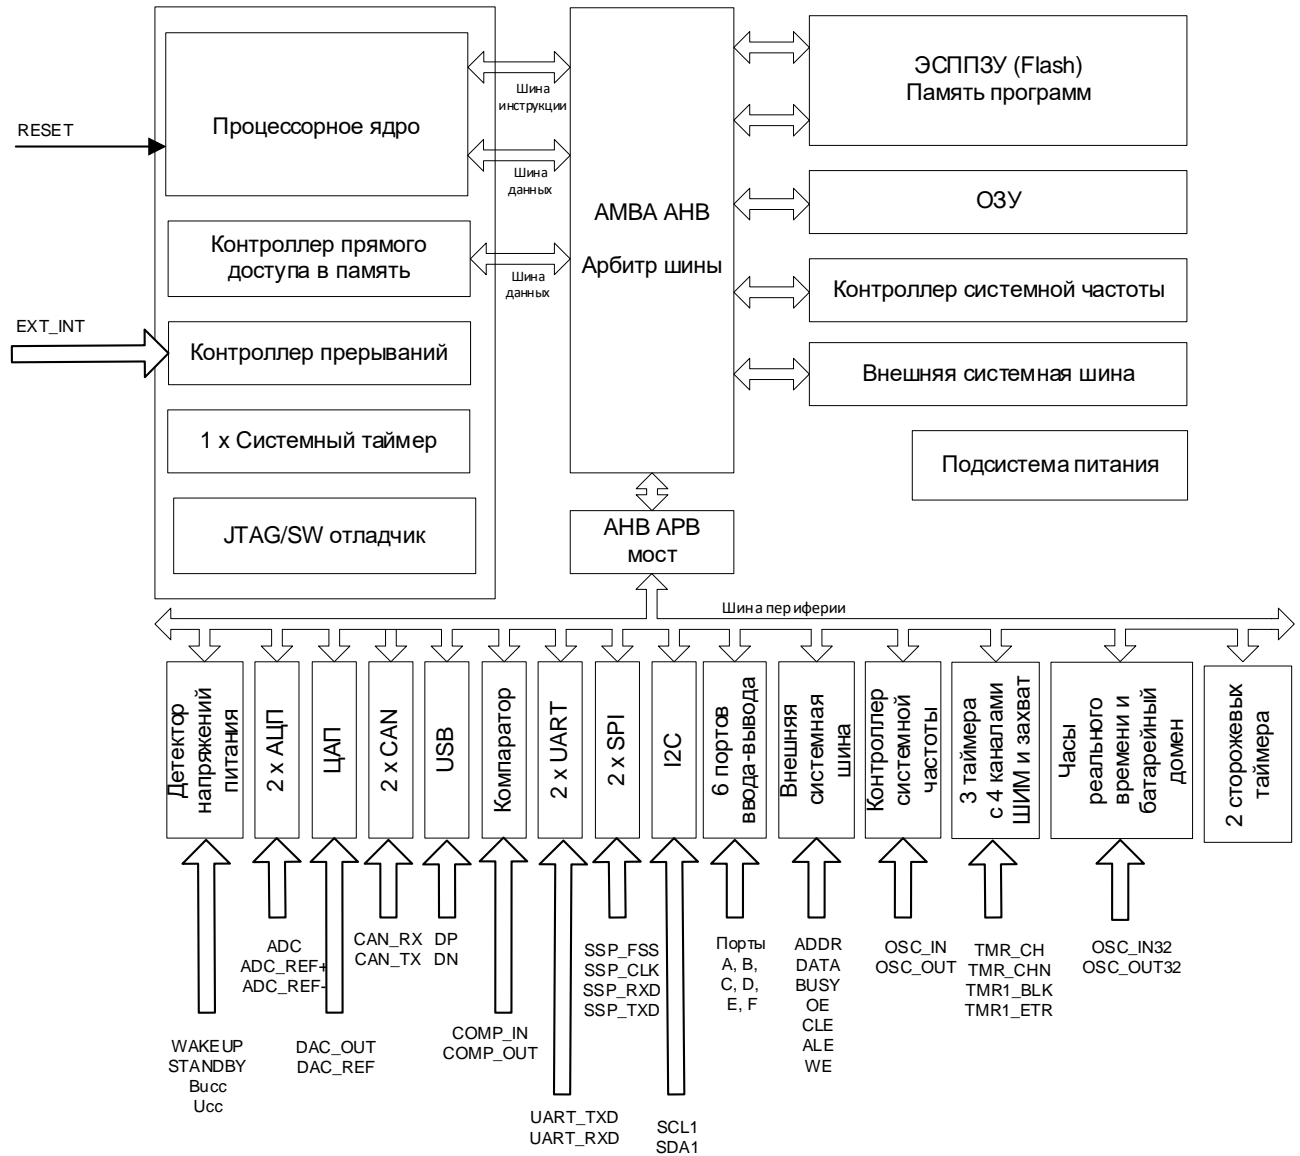 RESET
EXT_INT
Процессорное ядро
Контроллер прямого
доступа в память
Контроллер прерываний
1 x Системный таймер
JTAG/SW отладчик
Шина
инструкции
Шина
данных
Шина
данных
AMBA AHB
Арбитр шины
AHB APB
мост
ЭСППЗУ (Flash)
Память программ
ОЗУ
Контроллер системной частоты
Внешняя системная шина
Подсистема питания
Шина периферии
Детектор
напряжений
питания
2 x АЦП
ЦАП
2 x CAN
USB
Компаратор
2 x UART
2 x SPI
I2C
6 портов
ввода-вывода
Внешняя
системная
шина
Контроллер
системной
частоты
3 таймера
с 4 каналами
ШИМ и захват
Часы
реального
времени и
батарейный
домен
2 сторожевых
таймера
WAKEUP
STANDBY
Bucc
Ucc
ADC
ADC_REF+
ADC_REF-
DAC_OUT
DAC_REF
CAN_RX
CAN_TX
DP
DN
COMP_IN
COMP_OUT
UART_TXD
UART_RXD
SSP_FSS
SSP_CLK
SSP_RXD
SSP_TXD
SCL1
SDA1
Порты
A, B,
C, D,
E, F
ADDR
DATA
BUSY
OE
CLE
ALE
WE
OSC_IN
OSC_OUT
TMR_CH
TMR_CHN
TMR1_BLK
TMR1_ETR
OSC_IN32
OSC_OUT32